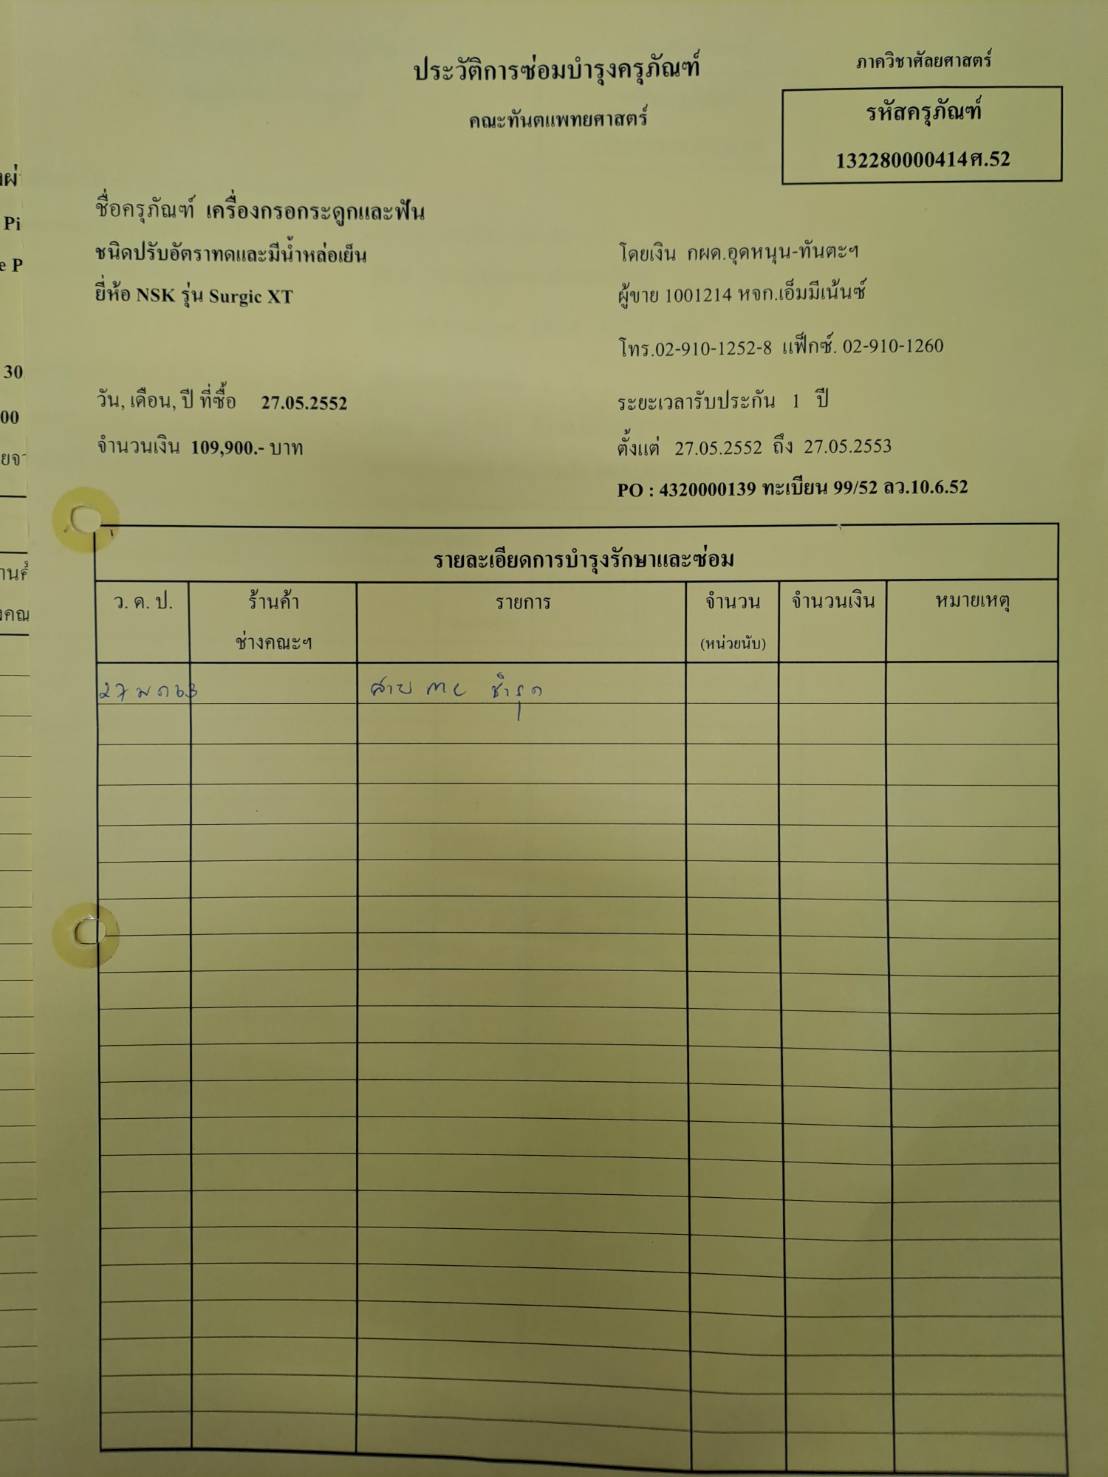 ประวัติการซ่อมบำรุงครุภัณฑ์
ภาควิชาศัลยศาสตร์
คณะทันตแพทยศาสตร์
รหัสครุภัณฑ์
132280000414ศ.52
ชื่อครุภัณฑ์ เครื่องกรอกระดูกและฟัน
ชนิดปรับอัตราทดและมีน้ำหล่อเย็น
โดยเงิน กผด.อุดหนุน-ทันตะฯ
ยี่ห้อ NSK รุ่น Surgic XT
ผู้ขาย 1001214 หจก.เอ็มมีเน้นซ์
โทร.02-910-1252-8 แฟ็กซ์. 02-910-1260
วัน, เดือน, ปี ที่ซื้อ 27.05.2552
ระยะเวลารับประกัน 1 ปี
จำนวนเงิน 109,900.- บาท
ตั้งแต่ 27.05.2552 ถึง 27.05.2553
PO : 4320000139 ทะเบียน 99/52 ลว.10.6.52
รายละเอียดการบำรุงรักษาและซ่อม
ว. ด. ป. ร้านค้า รายการ จำนวน จำนวนเงิน หมายเหตุ
ช่างคณะฯ (หน่วยนับ)
27 63 สาย ชำรุด
Pi
e P
30
00